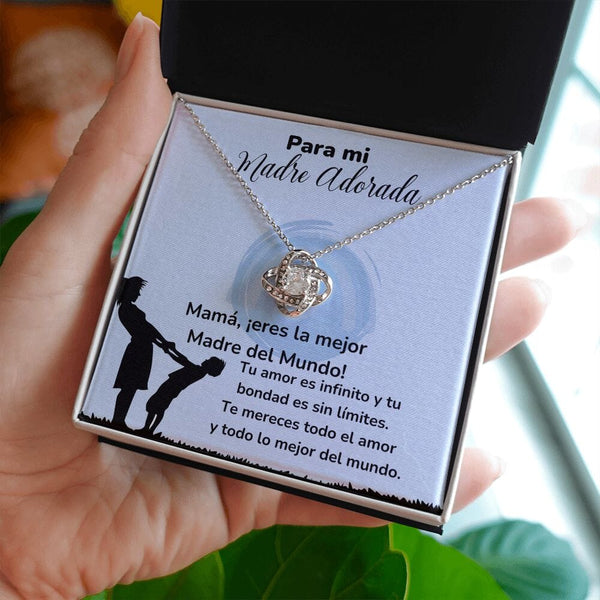 Para mi
Madre Adorada
Mamá, ¡eres la mejor
Madre del Mundo!
Tu amor es infinito y tu
bondad es sin límites.
Te mereces todo el amor
y todo lo mejor del mundo.